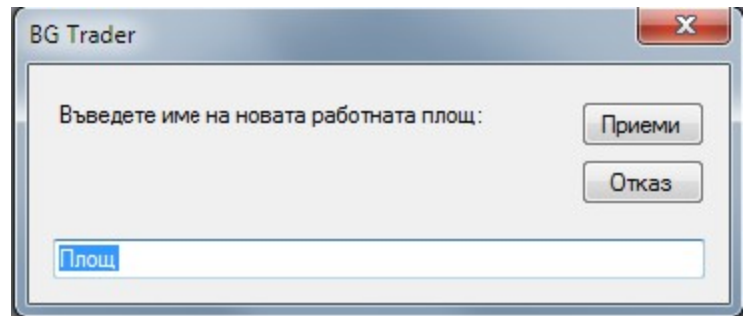 BG Trader
Въведете име на новата работната площ:
Приеми
Отказ
Площ